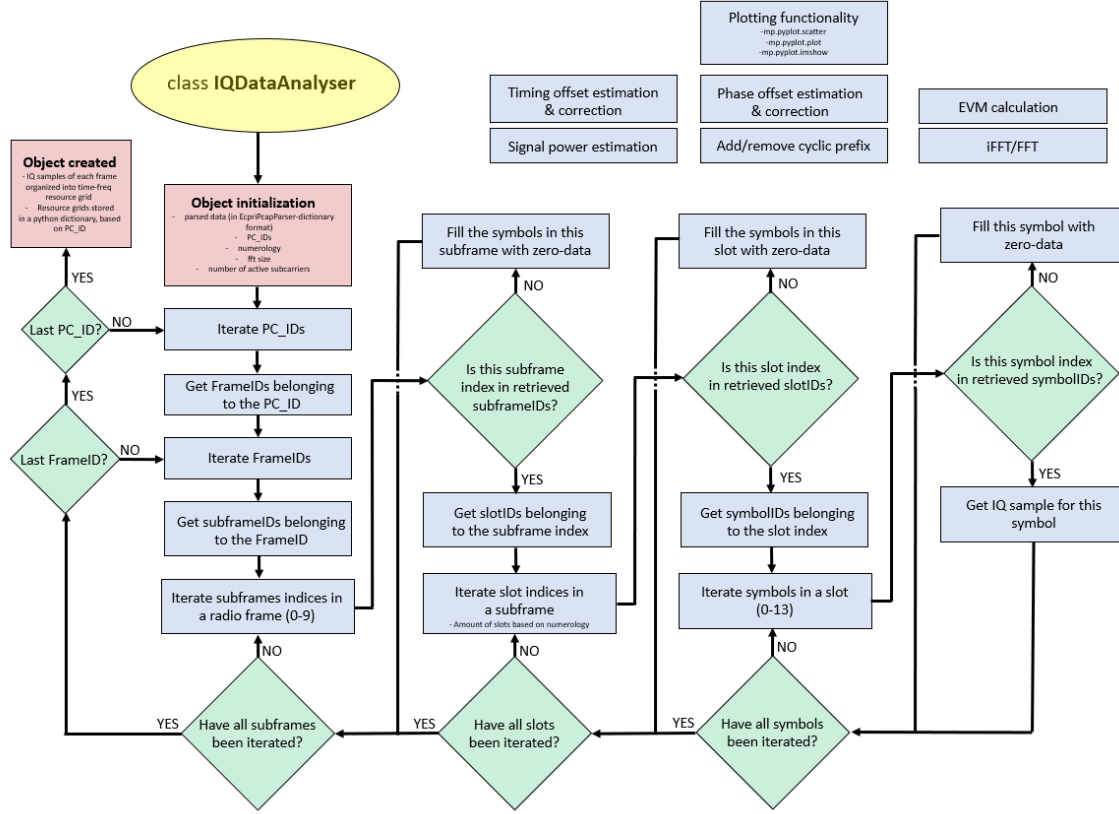 Plotting functionality
-mp.pyplot.scatter
-mp.pyplot.plot
-mp.pyplot.imshow
class IQDataAnalyser
Timing offset estimation
& correction
Phase offset estimation
& correction
EVM calculation
Signal power estimation
Add/remove cyclic prefix
iFFT/FFT
Object created
- IQ samples of each frame
organized into time-freq
resource grid
- Resource grids stored
in a python dictionary, based
on PC_ID
Object initialization
- parsed data (in EcpriPcapParser-dictionary
format)
- PC_IDs
- numerology
- fft size
- number of active subcarriers
Fill the symbols in this
subframe with zero-data
Fill the symbols in this
slot with zero-data
Fill this symbol with
zero-data
YES
NO
NO
NO
Last PC_ID?
NO
Iterate PC_IDs
Is this subframe
index in retrieved
subframeIDs?
Is this slot index
in retrieved slotIDs?
Is this symbol index
in retrieved symbolIDs?
YES
Get FrameIDs belonging
to the PC_ID
Last FrameID?
NO
Iterate FrameIDs
YES
YES
YES
Get subframeIDs belonging
to the FrameID
Get slotIDs belonging
to the subframe index
Get symbolIDs belonging
to the slot index
Get IQ sample for this
symbol
Iterate subframes indices in
a radio frame (0-9)
Iterate slot indices in
a subframe
- Amount of slots based on numerology
Iterate symbols in a slot
(0-13)
NO
NO
NO
YES
Have all subframes
been iterated?
YES
Have all slots
been iterated?
YES
Have all symbols
been iterated?